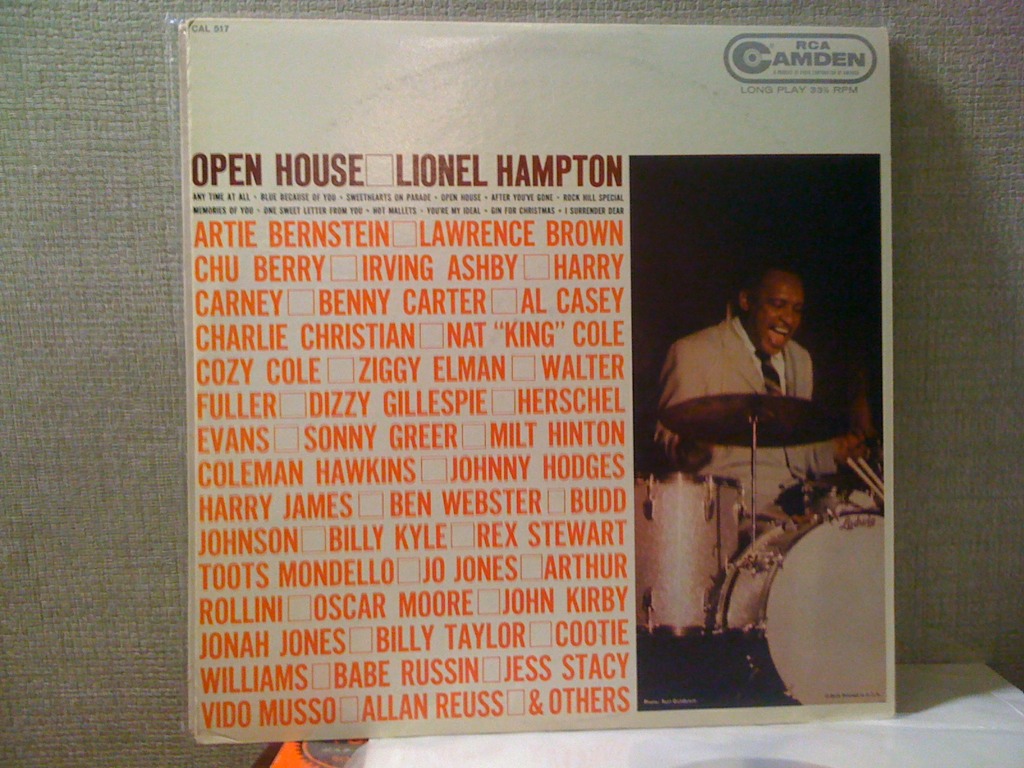 CAL 517
RCA
CAMDEN
LONG PLAY 33⅓ RPM
OPEN HOUSE □ LIONEL HAMPTON
ANY TIME AT ALL • BLUE BECAUSE OF YOU • SWEETHEARTS ON PARADE • OPEN HOUSE • AFTER YOU'VE GONE • ROCK HILL SPECIAL
MEMORIES OF YOU • ONE SWEET LETTER FROM YOU • HOT MALLETS • YOU'RE MY IDEAL • GIN FOR CHRISTMAS • I SURRENDER DEAR
ARTIE BERNSTEIN □ LAWRENCE BROWN
CHU BERRY □ IRVING ASHBY □ HARRY
CARNEY □ BENNY CARTER □ AL CASEY
CHARLIE CHRISTIAN □ NAT "KING" COLE
COZY COLE □ ZIGGY ELMAN □ WALTER
FULLER □ DIZZY GILLESPIE □ HERSCHEL
EVANS □ SONNY GREER □ MILT HINTON
COLEMAN HAWKINS □ JOHNNY HODGES
HARRY JAMES □ BEN WEBSTER □ BUDD
JOHNSON □ BILLY KYLE □ REX STEWART
TOOTS MONDELLO □ JO JONES □ ARTHUR
ROLLINI □ OSCAR MOORE □ JOHN KIRBY
JONAH JONES □ BILLY TAYLOR □ COOTIE
WILLIAMS □ BABE RUSSIN □ JESS STACY
VIDO MUSSO □ ALLAN REUSS □ & OTHERS
Ludwig